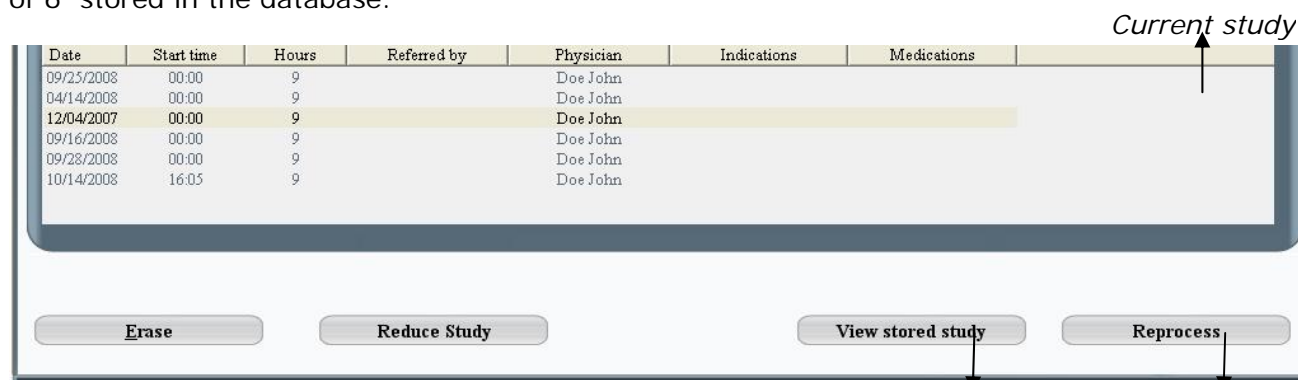 of 8 stored in the database.
Current study
Date Start time Hours Referred by Physician Indications Medications
09/25/2008 00:00 9 Doe John
04/14/2008 00:00 9 Doe John
12/04/2007 00:00 9 Doe John
09/16/2008 00:00 9 Doe John
09/28/2008 00:00 9 Doe John
10/14/2008 16:05 9 Doe John
Erase Reduce Study View stored study Reprocess